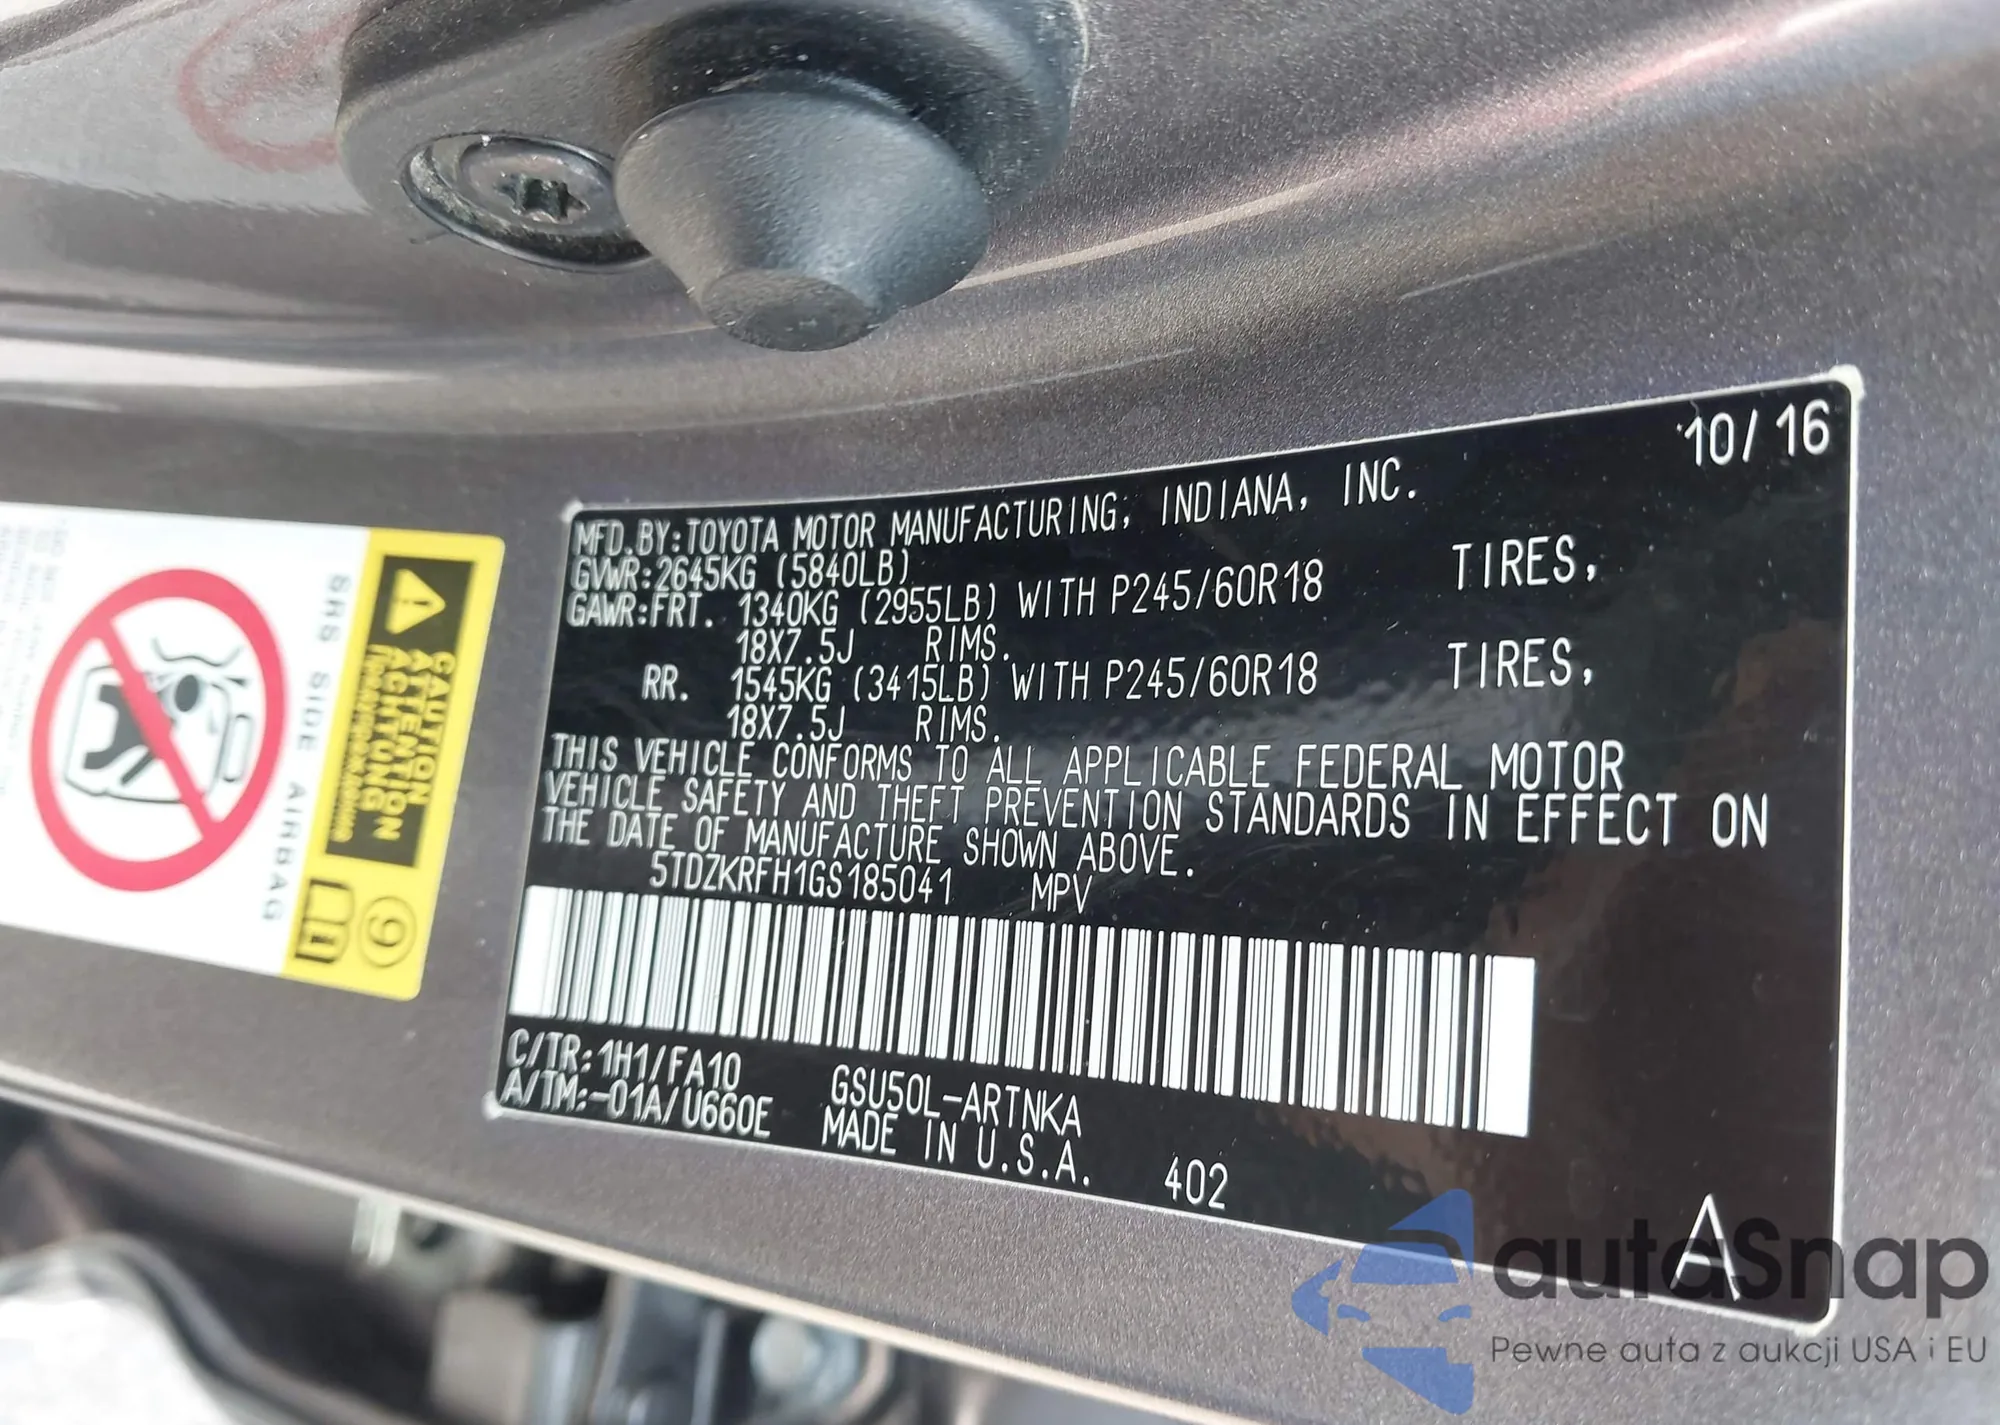 10/16
MFD.BY:TOYOTA MOTOR MANUFACTURING, INDIANA, INC.
GVWR:2645KG (5840LB)
GAWR:FRT. 1340KG (2955LB) WITH P245/60R18 TIRES,
18X7.5J RIMS.
RR. 1545KG (3415LB) WITH P245/60R18 TIRES,
18X7.5J RIMS.
THIS VEHICLE CONFORMS TO ALL APPLICABLE FEDERAL MOTOR
VEHICLE SAFETY AND THEFT PREVENTION STANDARDS IN EFFECT ON
THE DATE OF MANUFACTURE SHOWN ABOVE.
5TDZKRFH1GS185041 MPV
C/TR:1H1/FA10
A/TM:-01A/U660E
GSU50L-ARTNKA
MADE IN U.S.A.
402
A
CAUTION
ATTENTION
ACHTUNG
SRS SIDE AIRBAG
9
autaSnap
Pewne auta z aukcji USA i EU